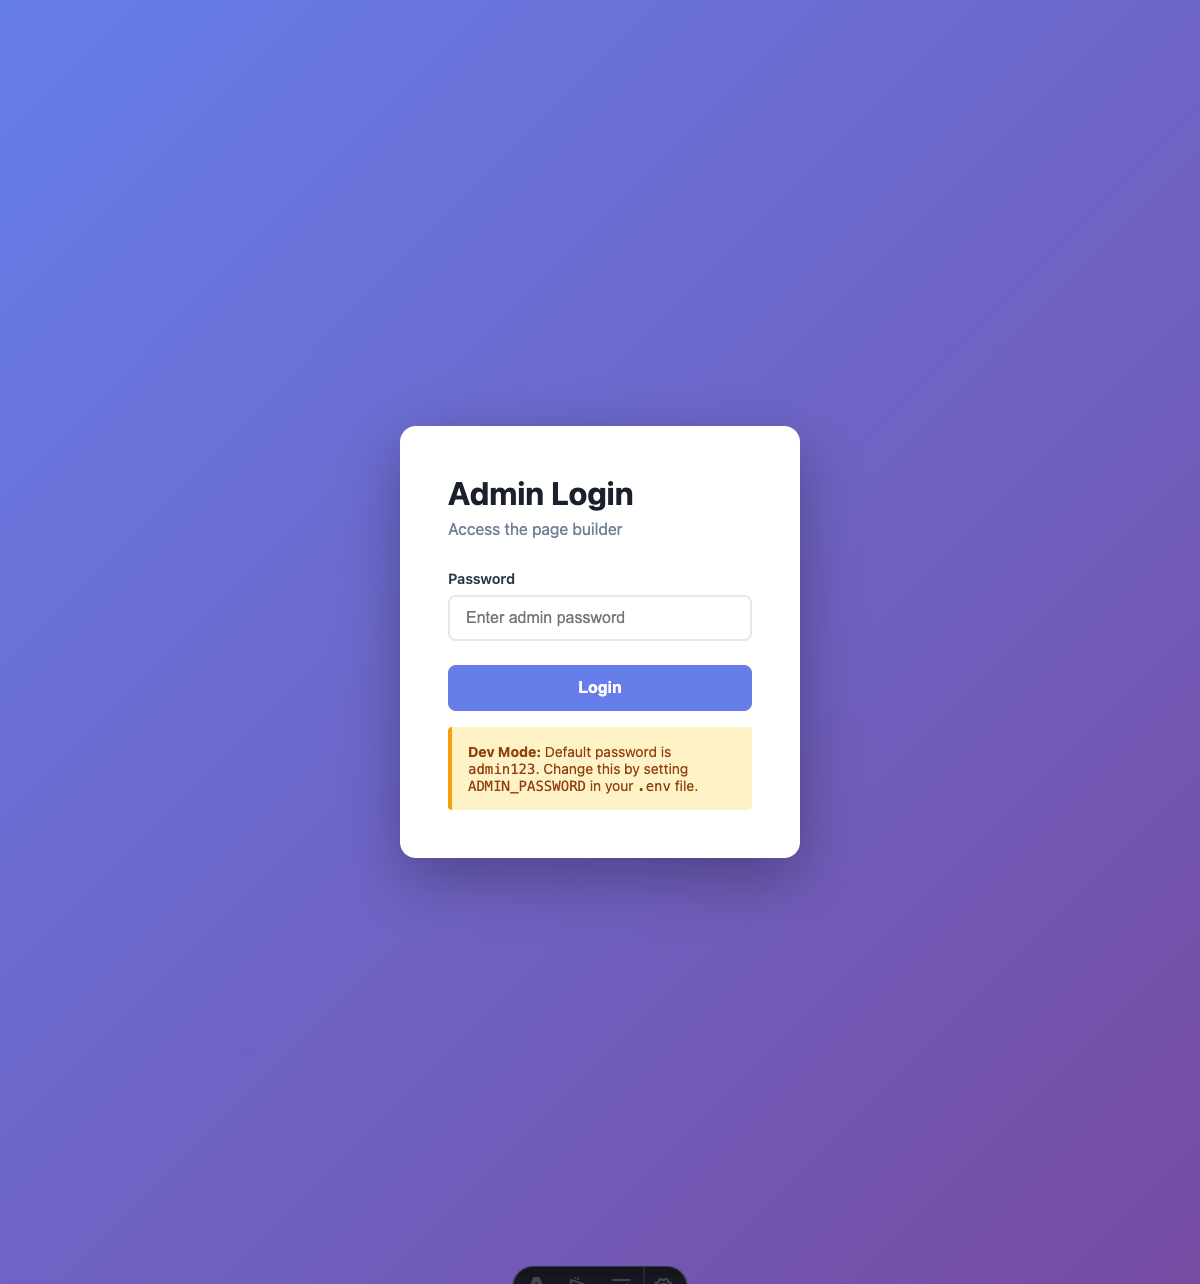 Admin Login
Access the page builder
Password
Enter admin password
Login
Dev Mode: Default password is
admin123. Change this by setting
ADMIN_PASSWORD in your .env file.